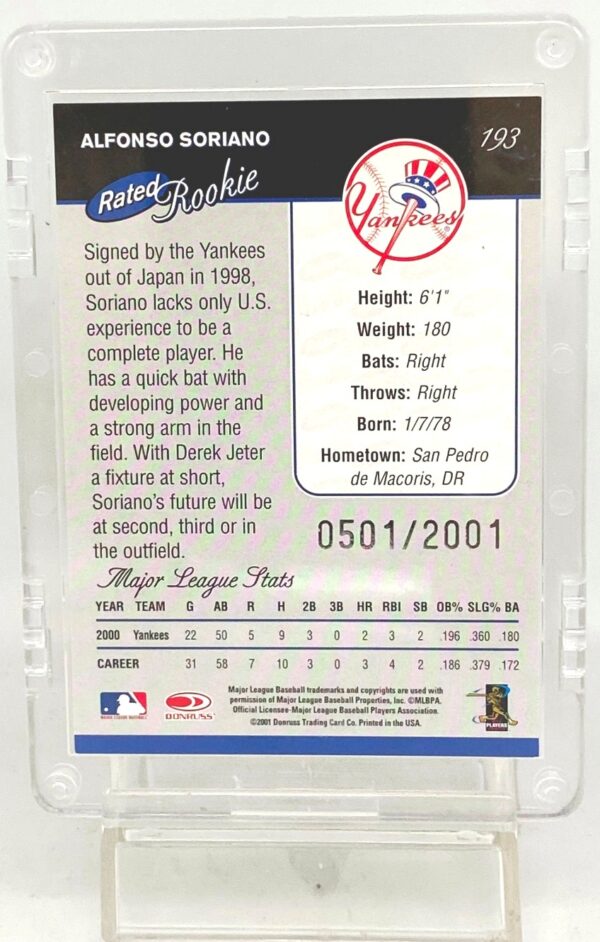 ALFONSO SORIANO
193
Rated Rookie
Yankees
Signed by the Yankees
out of Japan in 1998,
Soriano lacks only U.S.
experience to be a
complete player. He
has a quick bat with
developing power and
a strong arm in the
field. With Derek Jeter
a fixture at short,
Soriano's future will be
at second, third or in
the outfield.
Height: 6'1"
Weight: 180
Bats: Right
Throws: Right
Born: 1/7/78
Hometown: San Pedro
de Macoris, DR
0501/2001
Major League Stats
YEAR TEAM G AB R H 2B 3B HR RBI SB OB% SLG% BA
2000 Yankees 22 50 5 9 3 0 2 3 2 .196 .360 .180
CAREER 31 58 7 10 3 0 3 4 2 .186 .379 .172
Major League Baseball trademarks and copyrights are used with
permission of Major League Baseball Properties, Inc. ©MLBPA
Official Licensee-Major League Baseball Players Association.
©2001 Donruss Trading Card Co. Printed in the USA.
MAJOR LEAGUE BASEBALL
DONRUSS
PLAYERS